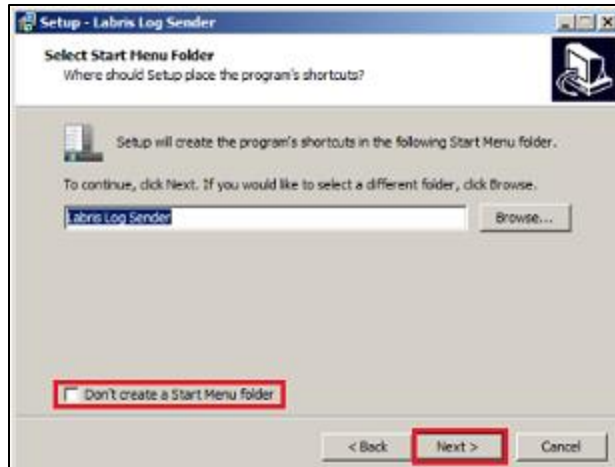 Setup - Labris Log Sender
Select Start Menu Folder
Where should Setup place the program's shortcuts?
Setup will create the program's shortcuts in the following Start Menu folder.
To continue, click Next. If you would like to select a different folder, click Browse.
Labris Log Sender
Browse...
Don't create a Start Menu folder
< Back
Next >
Cancel